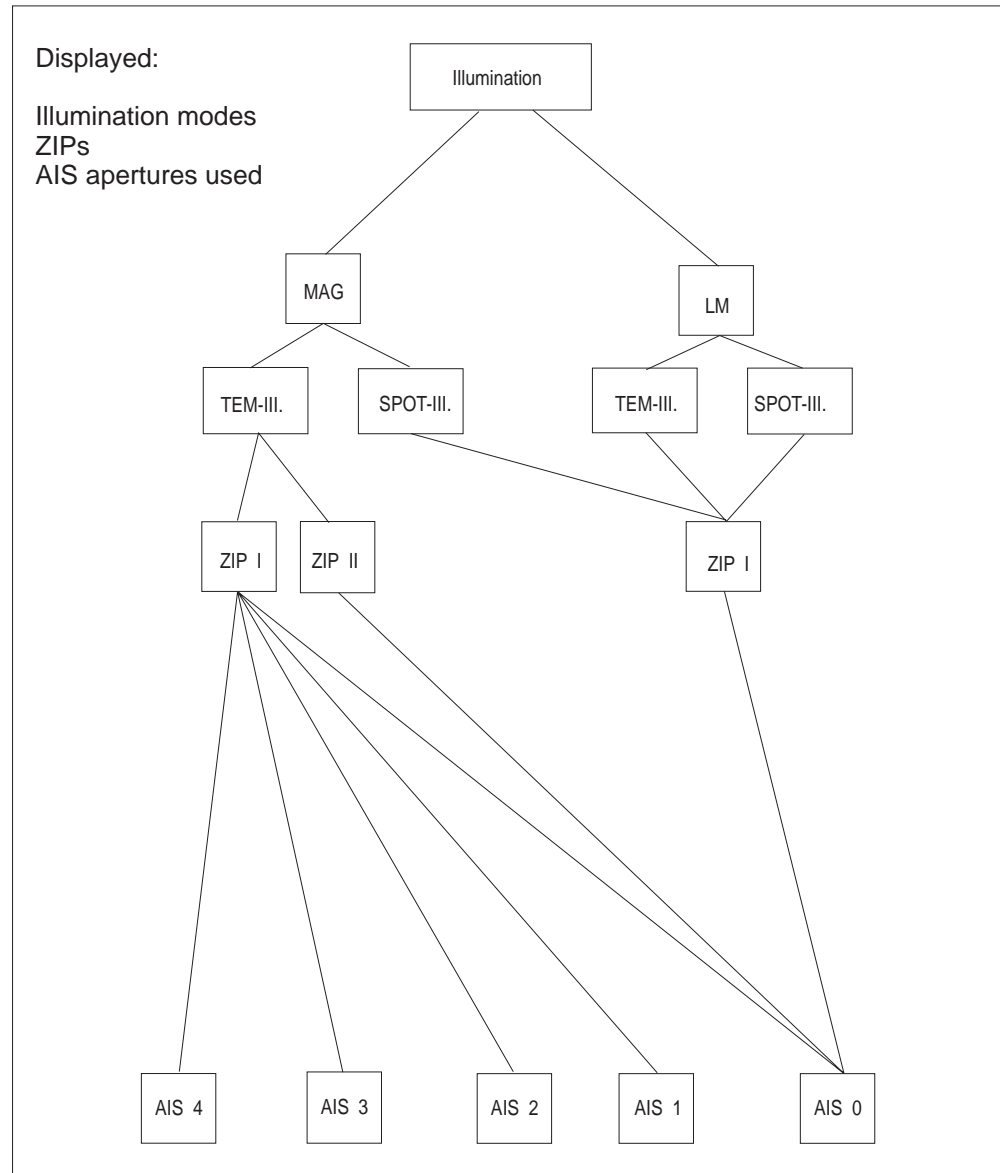 Displayed:
Illumination modes
ZIPs
AIS apertures used
Illumination
MAG
LM
TEM-Ill.
SPOT-Ill.
TEM-Ill.
SPOT-Ill.
ZIP I
ZIP II
ZIP I
AIS 4
AIS 3
AIS 2
AIS 1
AIS 0